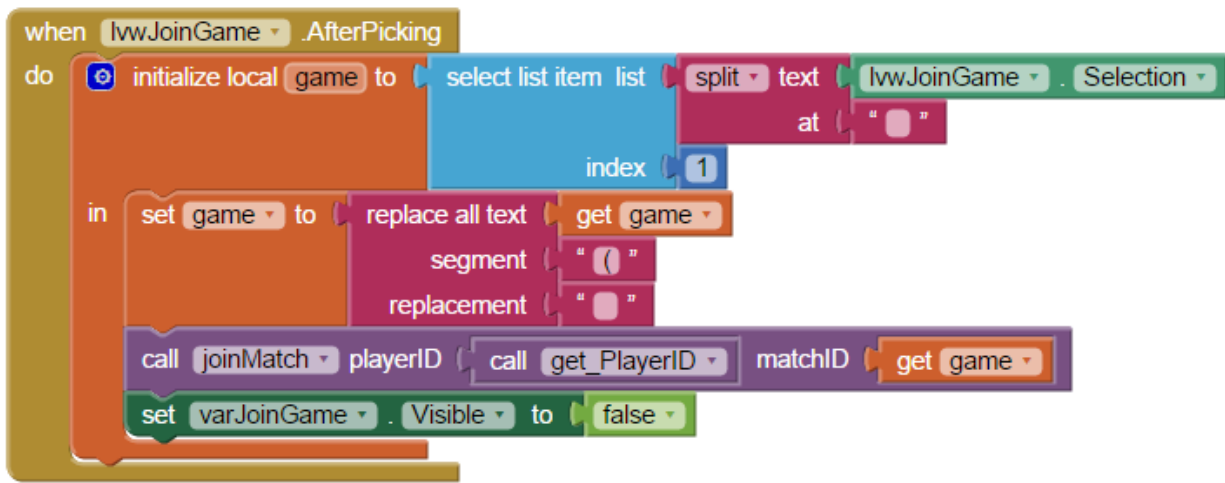 when lvwJoinGame .AfterPicking
do initialize local game to select list item list split text lvwJoinGame . Selection
at " "
index 1
in set game to replace all text get game
segment " ( "
replacement " "
call joinMatch playerID call get_PlayerID matchID get game
set varJoinGame . Visible to false